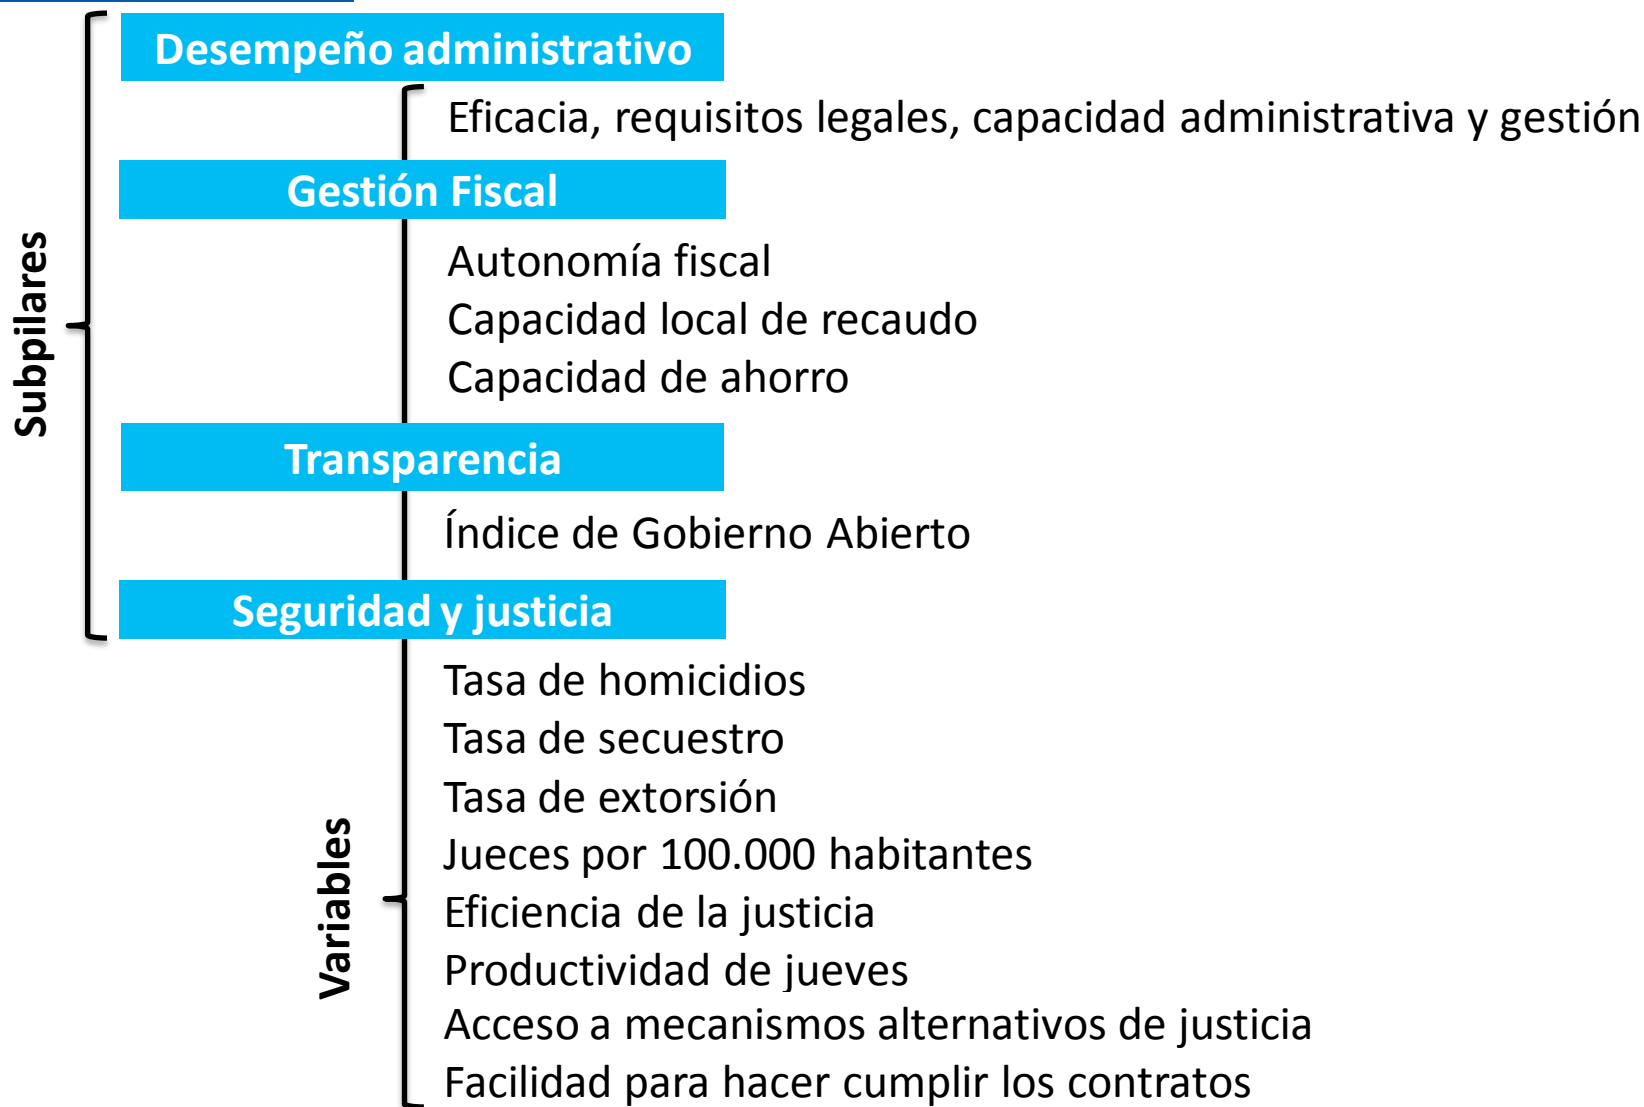 Desempeño administrativo
Eficacia, requisitos legales, capacidad administrativa y gestión
Gestión Fiscal
Autonomía fiscal
Capacidad local de recaudo
Capacidad de ahorro
Subpilares
Transparencia
Índice de Gobierno Abierto
Seguridad y justicia
Tasa de homicidios
Tasa de secuestro
Tasa de extorsión
Jueces por 100.000 habitantes
Eficiencia de la justicia
Productividad de jueves
Acceso a mecanismos alternativos de justicia
Facilidad para hacer cumplir los contratos
Variables